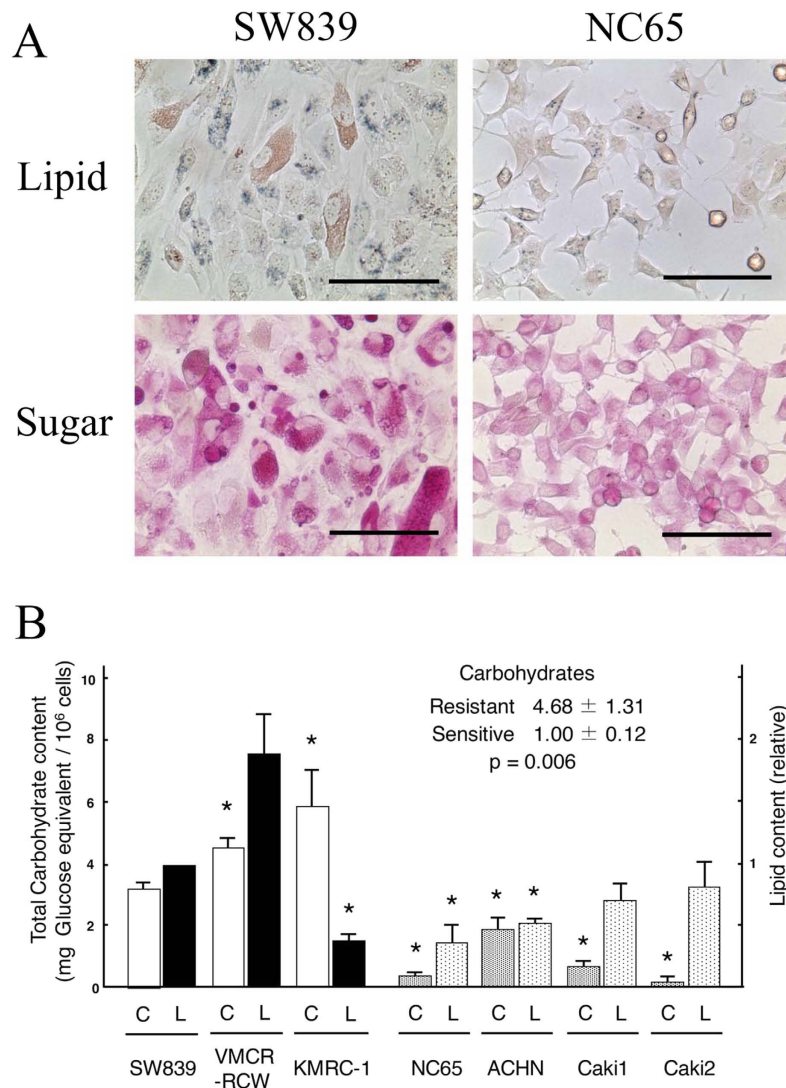 SW839 NC65
A
Lipid
Sugar
B
Total Carbohydrate content
(mg Glucose equivalent / 10⁶ cells)
10
8
6
4
2
0
Carbohydrates
Resistant 4.68 ± 1.31
Sensitive 1.00 ± 0.12
p = 0.006
* * * * * * * * *
2
1
Lipid content (relative)
C L C L C L C L C L C L C L
SW839 VMCR-RCW KMRC-1 NC65 ACHN Caki1 Caki2